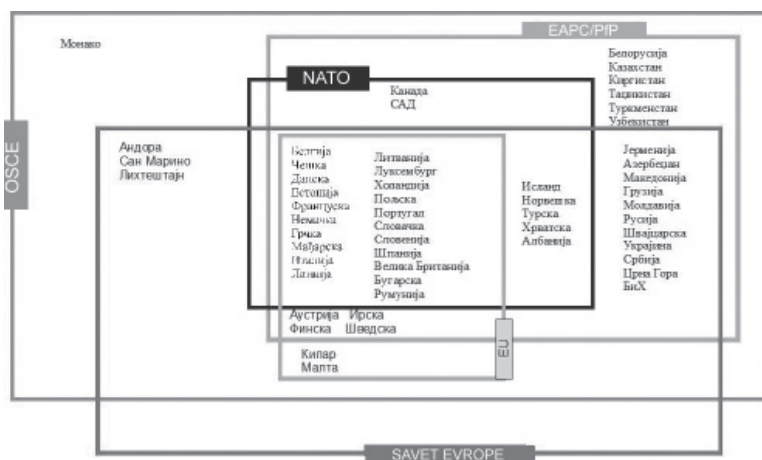 EAPC/PfP
Монако
Белорусија
Казахстан
Киргистан
Таџикистан
Туркменстан
Узбекистан
NATO
Канада
САД
OSCE
Андора
Сан Марино
Лихтештајн
Белгија
Чешка
Данска
Естонија
Француска
Немачка
Грчка
Мађарска
Италија
Латвија
Литванија
Луксембург
Холандија
Пољска
Португал
Словачка
Словенија
Шпанија
Велика Британија
Бугарска
Румунија
Исланд
Норвешка
Турска
Хрватска
Албанија
Јерменија
Азербејџан
Македонија
Грузија
Молдавија
Русија
Швајцарска
Украјина
Србија
Црна Гора
БиХ
Аустрија Ирска
Финска Шведска
EU
Кипар
Малта
SAVET EVROPE